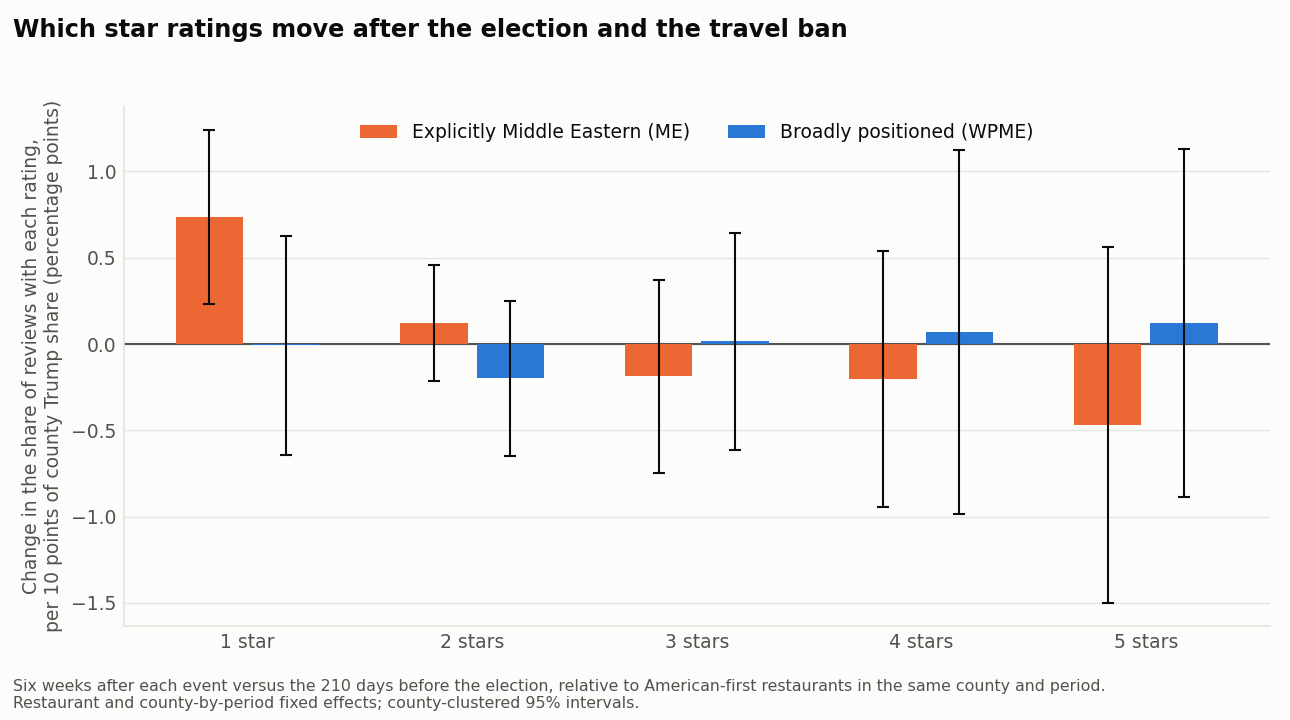 Which star ratings move after the election and the travel ban
Explicitly Middle Eastern (ME)
Broadly positioned (WPME)
Change in the share of reviews with each rating,
per 10 points of county Trump share (percentage points)
1.0
0.5
0.0
−0.5
−1.0
−1.5
1 star
2 stars
3 stars
4 stars
5 stars
Six weeks after each event versus the 210 days before the election, relative to American-first restaurants in the same county and period.
Restaurant and county-by-period fixed effects; county-clustered 95% intervals.